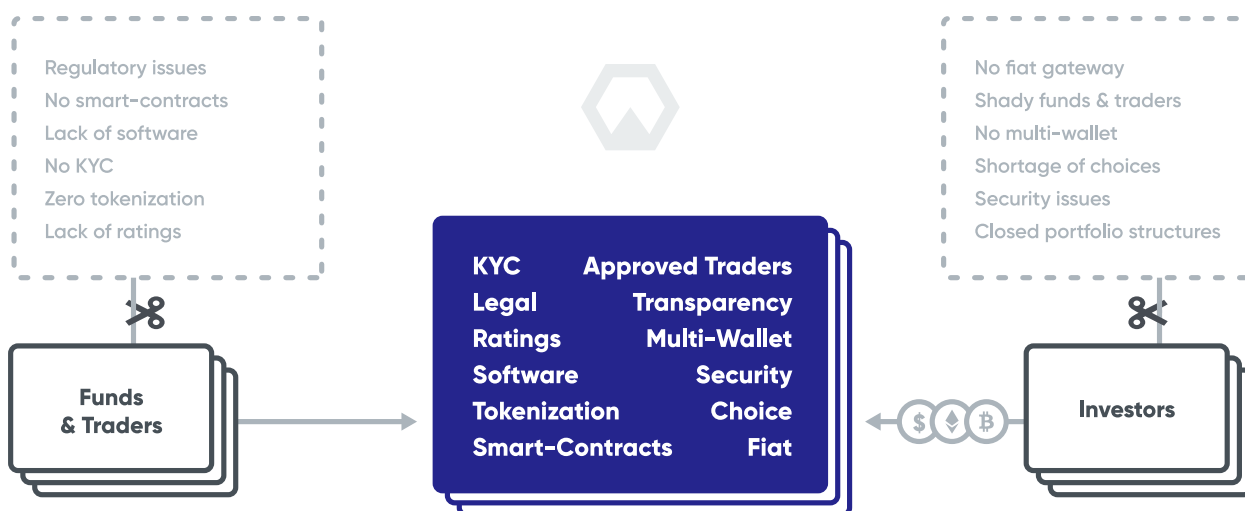 Regulatory issues
No smart-contracts
Lack of software
No KYC
Zero tokenization
Lack of ratings
No fiat gateway
Shady funds & traders
No multi-wallet
Shortage of choices
Security issues
Closed portfolio structures
KYC Approved Traders
Legal Transparency
Ratings Multi-Wallet
Software Security
Tokenization Choice
Smart-Contracts Fiat
Funds
& Traders
$
Investors